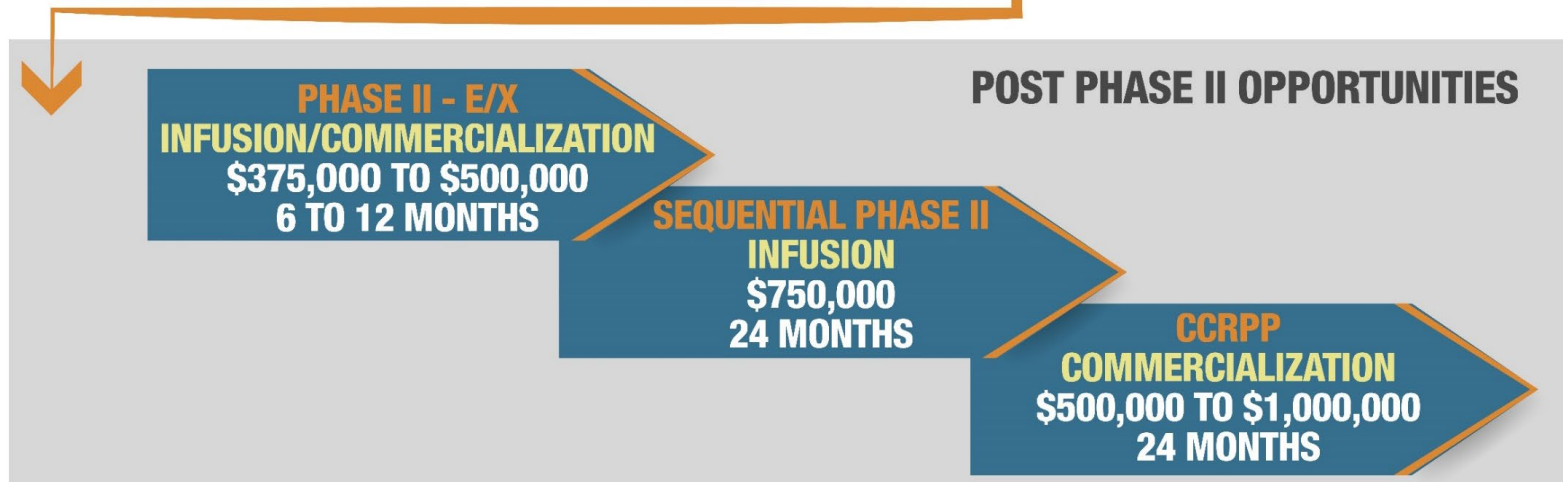 POST PHASE II OPPORTUNITIES
PHASE II - E/X
INFUSION/COMMERCIALIZATION
$375,000 TO $500,000
6 TO 12 MONTHS
SEQUENTIAL PHASE II
INFUSION
$750,000
24 MONTHS
CCRPP
COMMERCIALIZATION
$500,000 TO $1,000,000
24 MONTHS